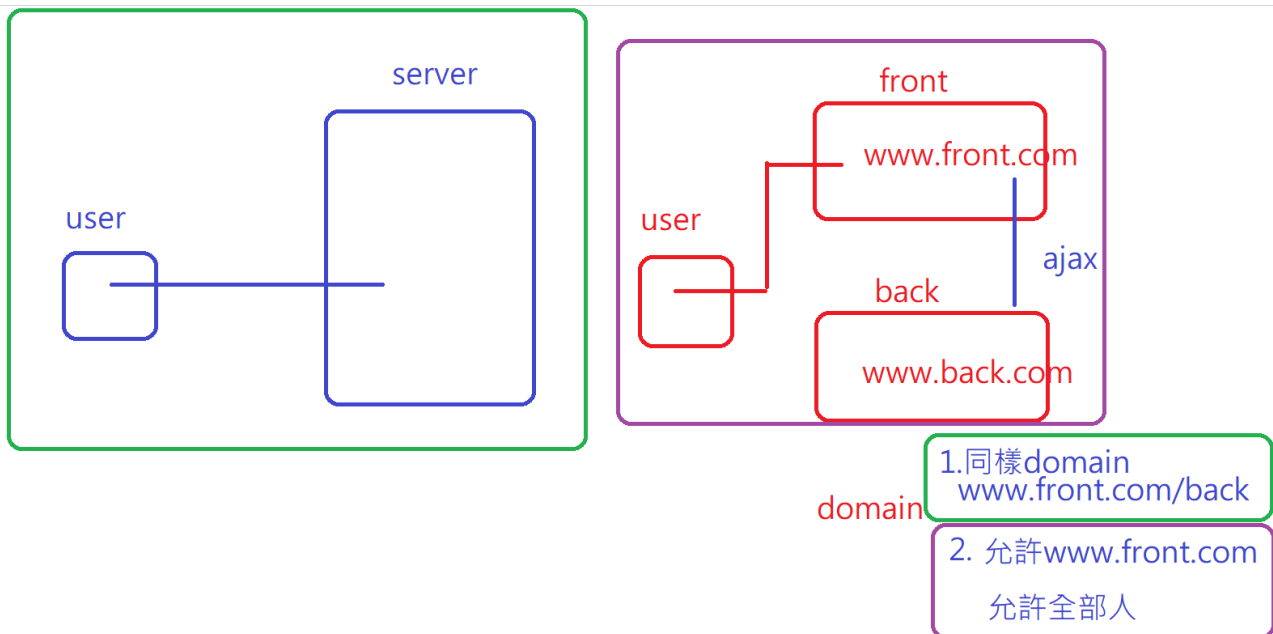 server
user
front
www.front.com
user
ajax
back
www.back.com
domain
1.同樣domain
www.front.com/back
2. 允許www.front.com
允許全部人